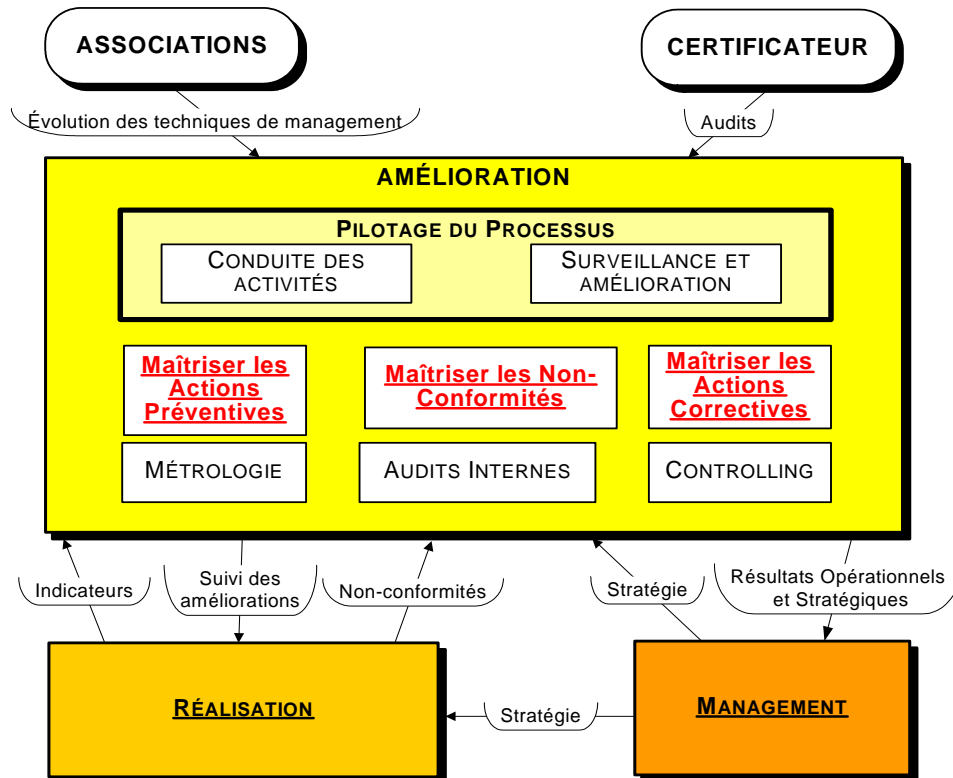 ASSOCIATIONS
CERTIFICATEUR
Évolution des techniques de management
Audits
AMÉLIORATION
PILOTAGE DU PROCESSUS
CONDUITE DES
ACTIVITÉS
SURVEILLANCE ET
AMÉLIORATION
Maîtriser les
Actions
Préventives
Maîtriser les Non-
Conformités
Maîtriser les
Actions
Correctives
MÉTROLOGIE
AUDITS INTERNES
CONTROLLING
Indicateurs
Suivi des
améliorations
Non-conformités
Stratégie
Résultats Opérationnels
et Stratégiques
RÉALISATION
Stratégie
MANAGEMENT